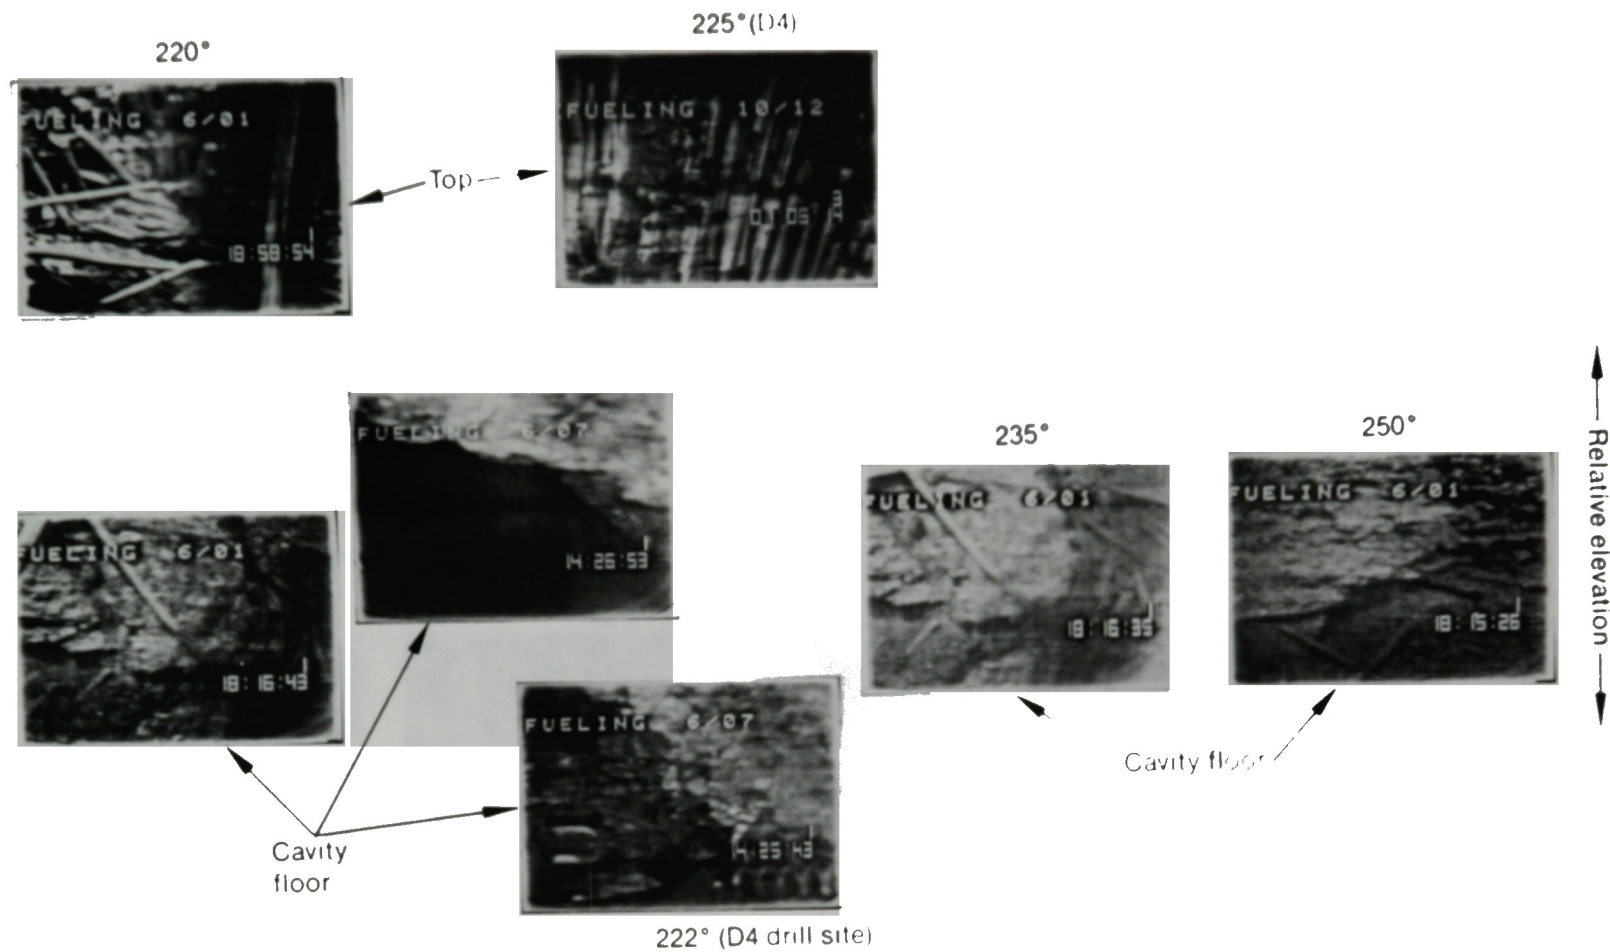 220°
225°(D4)
FUELING 6/01
18:58:54
FUELING 10/12
Top
FUELING 6/07
14:26:53
FUELING 6/01
18:16:43
235°
FUELING 6/01
18:16:35
250°
FUELING 6/01
18:15:26
Relative elevation
FUELING 6/07
14:25:43
Cavity
floor
Cavity floor
222° (D4 drill site)